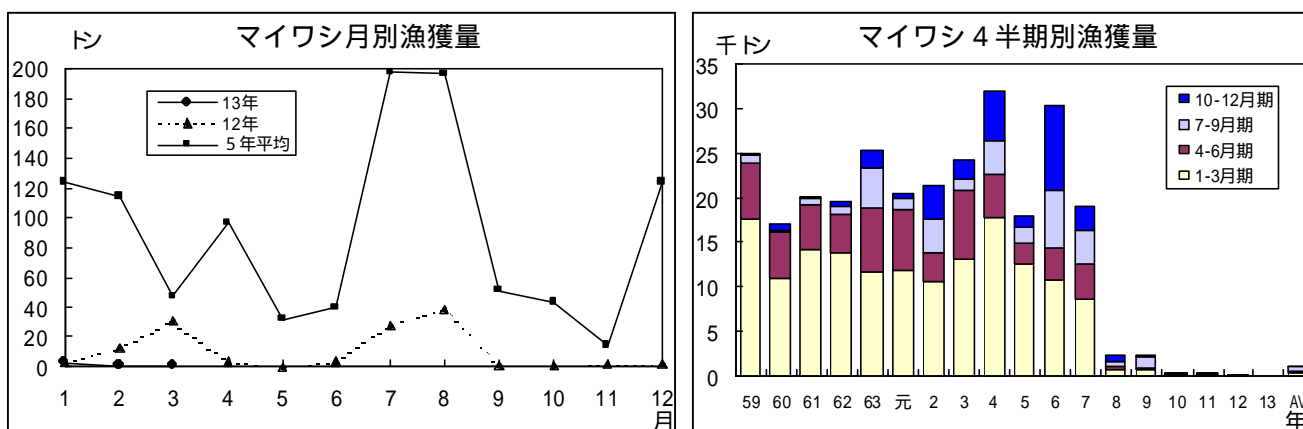 トン マイワシ月別漁獲量
200
180
160
140
120
100
80
60
40
20
0
13年
12年
5年平均
1 2 3 4 5 6 7 8 9 10 11 12
月
千トン マイワシ4半期別漁獲量
35
30
25
20
15
10
5
0
10-12月期
7-9月期
4-6月期
1-3月期
59 60 61 62 63 元 2 3 4 5 6 7 8 9 10 11 12 13 AV
年